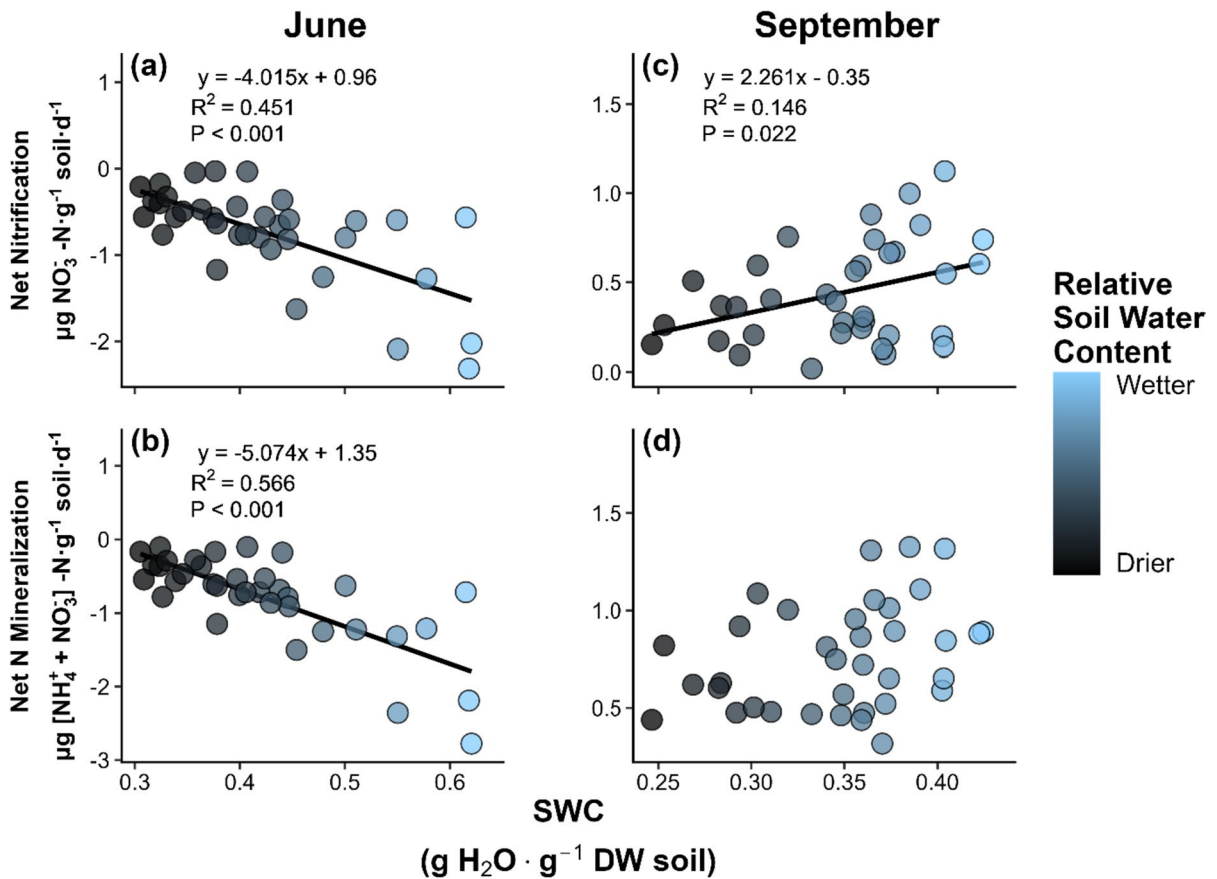 June
September
(a)
y = -4.015x + 0.96
R² = 0.451
P < 0.001
1
0
-1
-2
Net Nitrification
µg NO₃⁻ -N·g⁻¹ soil·d⁻¹
(c)
y = 2.261x - 0.35
R² = 0.146
P = 0.022
1.5
1.0
0.5
0.0
(b)
y = -5.074x + 1.35
R² = 0.566
P < 0.001
1
0
-1
-2
-3
Net N Mineralization
µg [NH₄⁺ + NO₃⁻] -N·g⁻¹ soil·d⁻¹
0.3 0.4 0.5 0.6
(d)
1.5
1.0
0.5
0.25 0.30 0.35 0.40
SWC
(g H₂O · g⁻¹ DW soil)
Relative
Soil Water
Content
Wetter
Drier